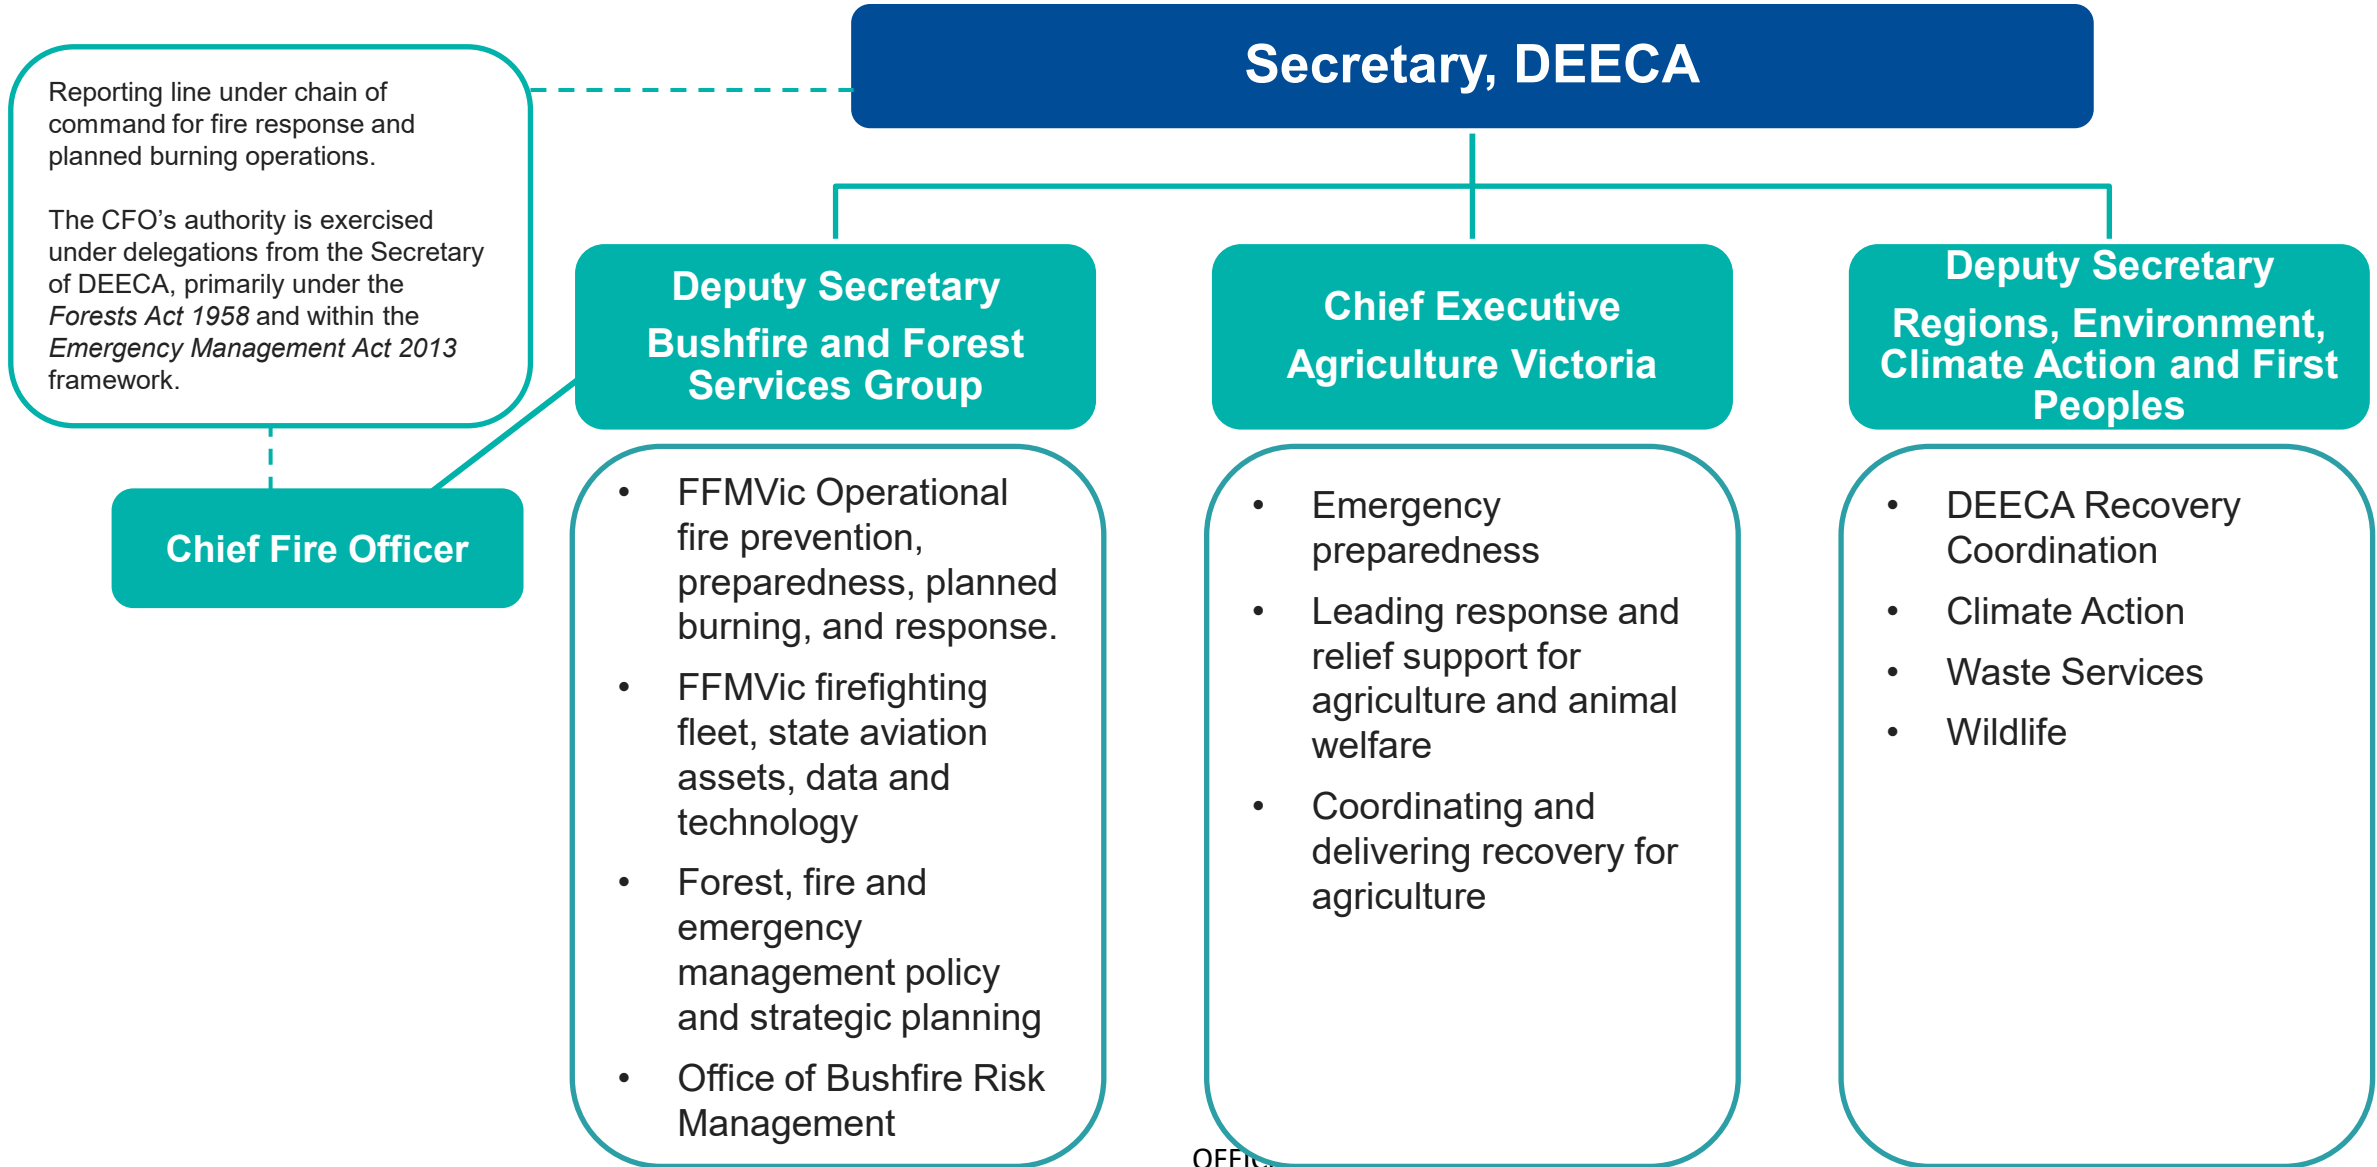 Secretary, DEECA
Reporting line under chain of
command for fire response and
planned burning operations.
The CFO’s authority is exercised
under delegations from the Secretary
of DEECA, primarily under the
Forests Act 1958 and within the
Emergency Management Act 2013
framework.
Chief Fire Officer
Deputy Secretary
Bushfire and Forest
Services Group
• FFMVic Operational
fire prevention,
preparedness, planned
burning, and response.
• FFMVic firefighting
fleet, state aviation
assets, data and
technology
• Forest, fire and
emergency
management policy
and strategic planning
• Office of Bushfire Risk
Management
Chief Executive
Agriculture Victoria
• Emergency
preparedness
• Leading response and
relief support for
agriculture and animal
welfare
• Coordinating and
delivering recovery for
agriculture
Deputy Secretary
Regions, Environment,
Climate Action and First
Peoples
• DEECA Recovery
Coordination
• Climate Action
• Waste Services
• Wildlife